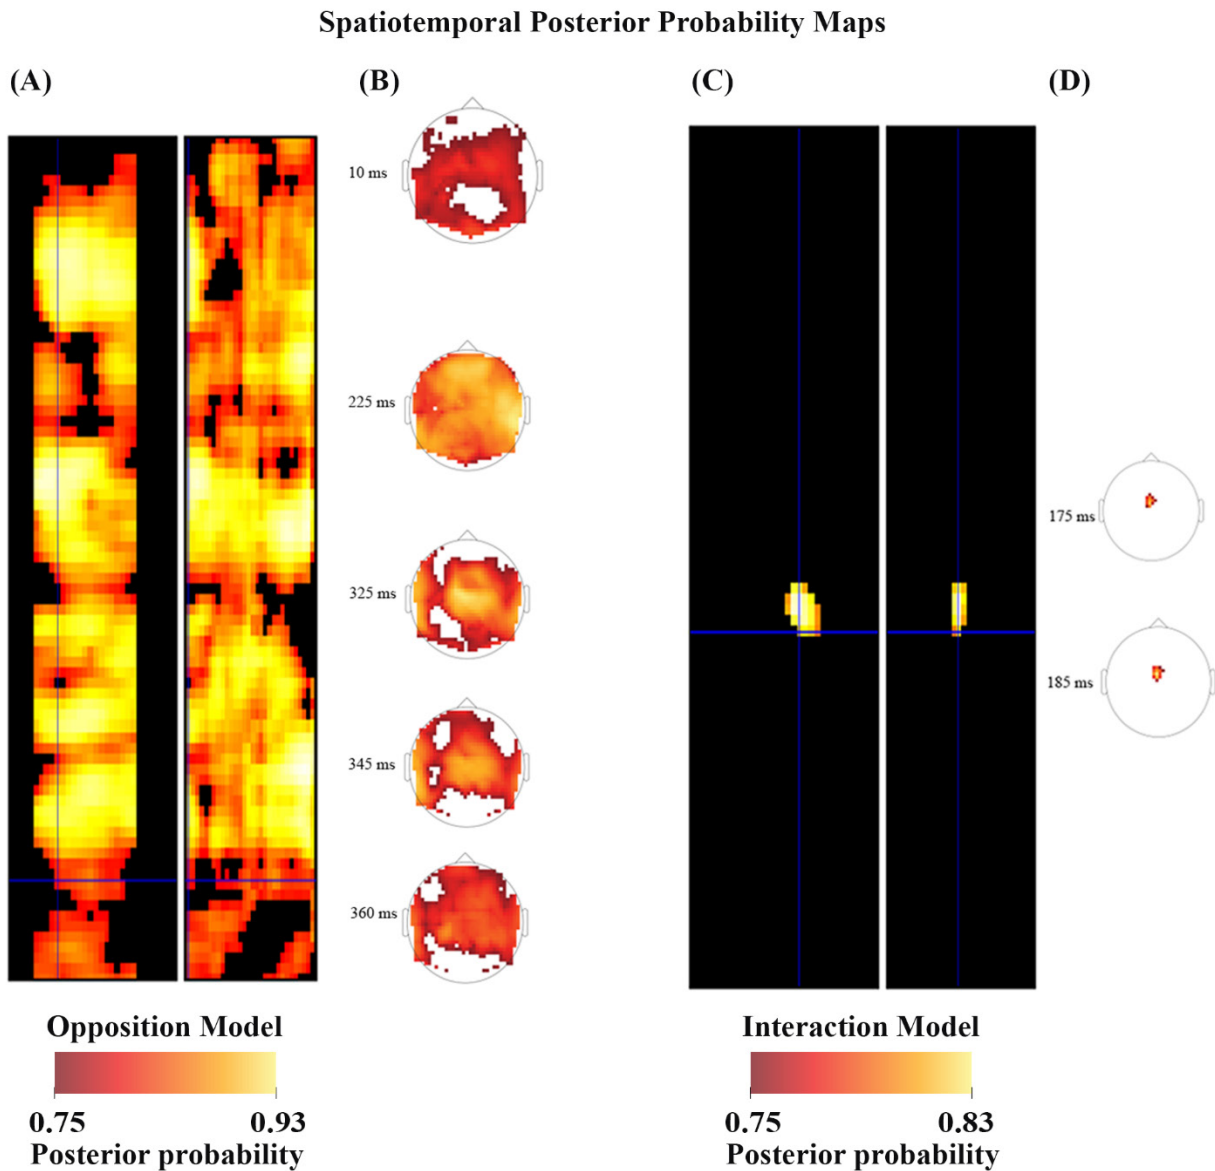 Spatiotemporal Posterior Probability Maps
(A)
(B)
(C)
(D)
10 ms
225 ms
325 ms
345 ms
360 ms
175 ms
185 ms
Opposition Model
0.75
0.93
Posterior probability
Interaction Model
0.75
0.83
Posterior probability